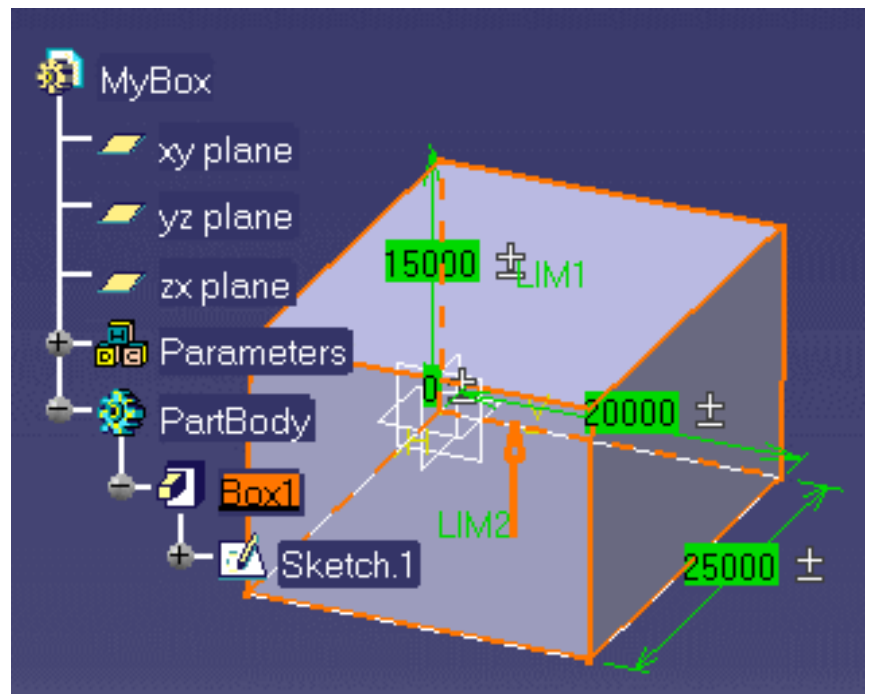 MyBox
xy plane
yz plane
zx plane
Parameters
PartBody
Box1
Sketch.1
15000 ±
LIM1
0 ±
V
20000 ±
H
LIM2
25000 ±